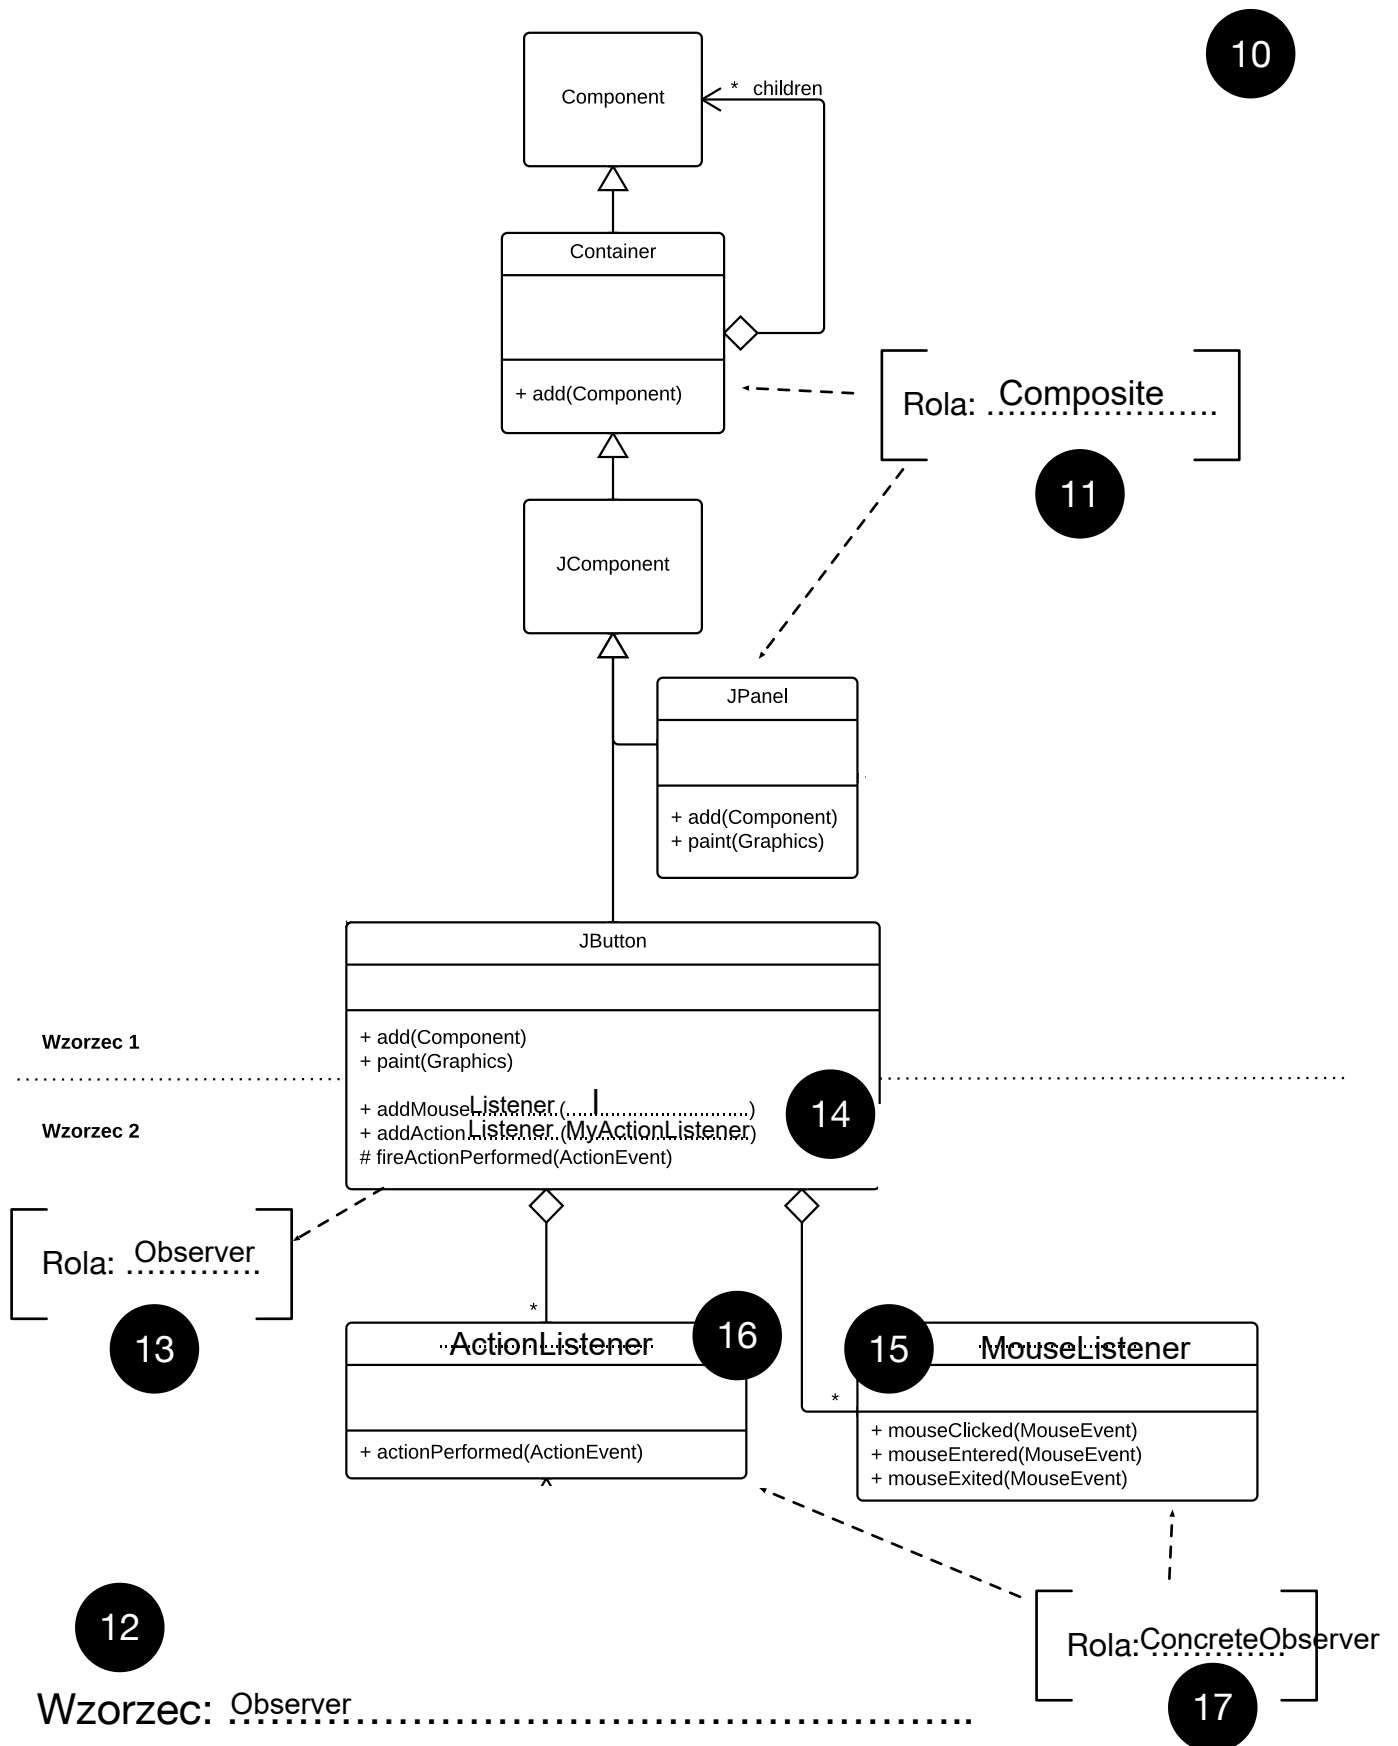 10
Component
* children
Container
+ add(Component)
Rola: Composite
11
JComponent
JPanel
+ add(Component)
+ paint(Graphics)
JButton
Wzorzec 1
+ add(Component)
+ paint(Graphics)
Wzorzec 2
+ addMouseListener (I)
+ addActionListener (MyActionListener)
# fireActionPerformed(ActionEvent)
14
Rola: Observer
13
*
ActionListener
16
+ actionPerformed(ActionEvent)
15
MouseListener
*
+ mouseClicked(MouseEvent)
+ mouseEntered(MouseEvent)
+ mouseExited(MouseEvent)
12
Wzorzec: Observer
Rola: ConcreteObserver
17